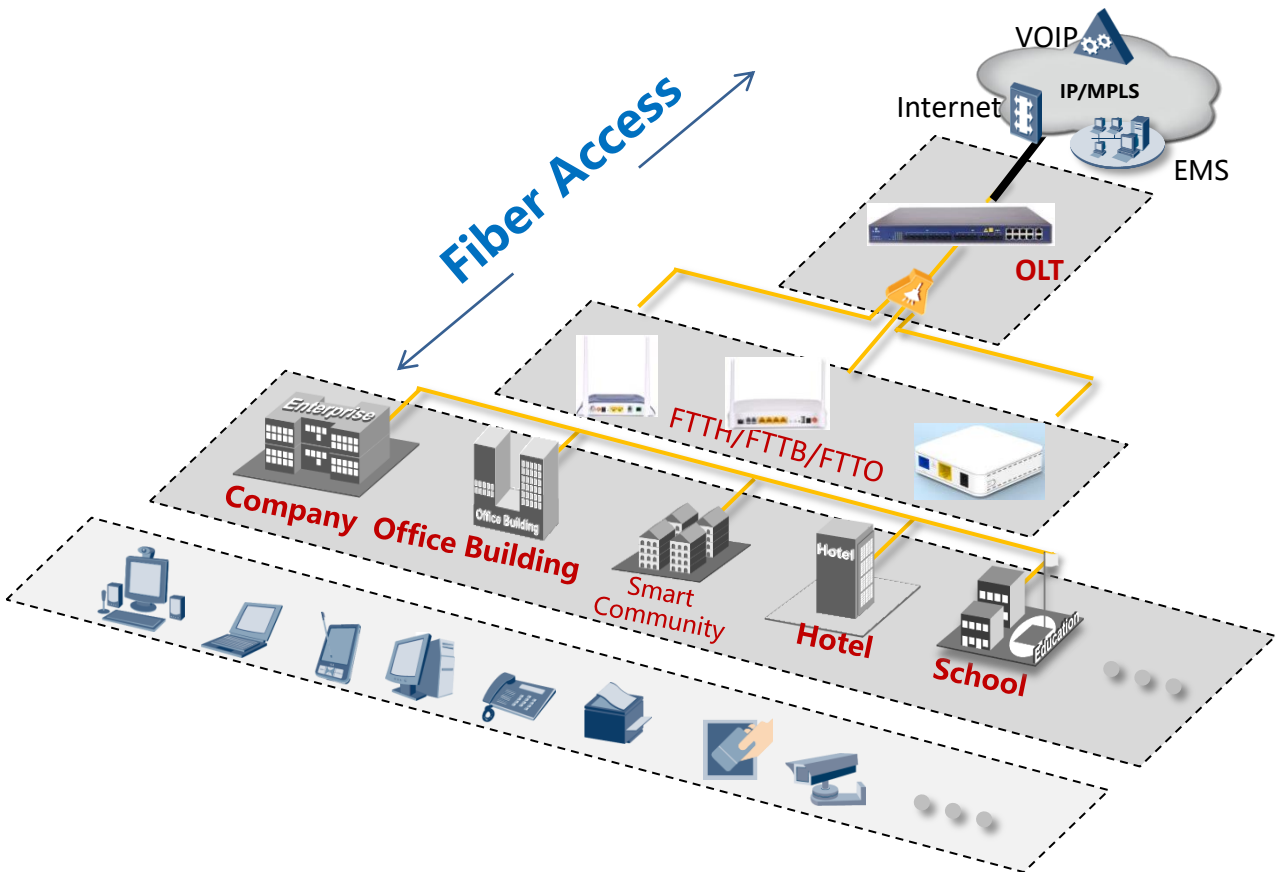 VOIP
IP/MPLS
Internet
EMS
Fiber Access
OLT
FTTH/FTTB/FTTO
Enterprise
Company
Office Building
Office Building
Smart
Community
Hotel
Hotel
Education
School